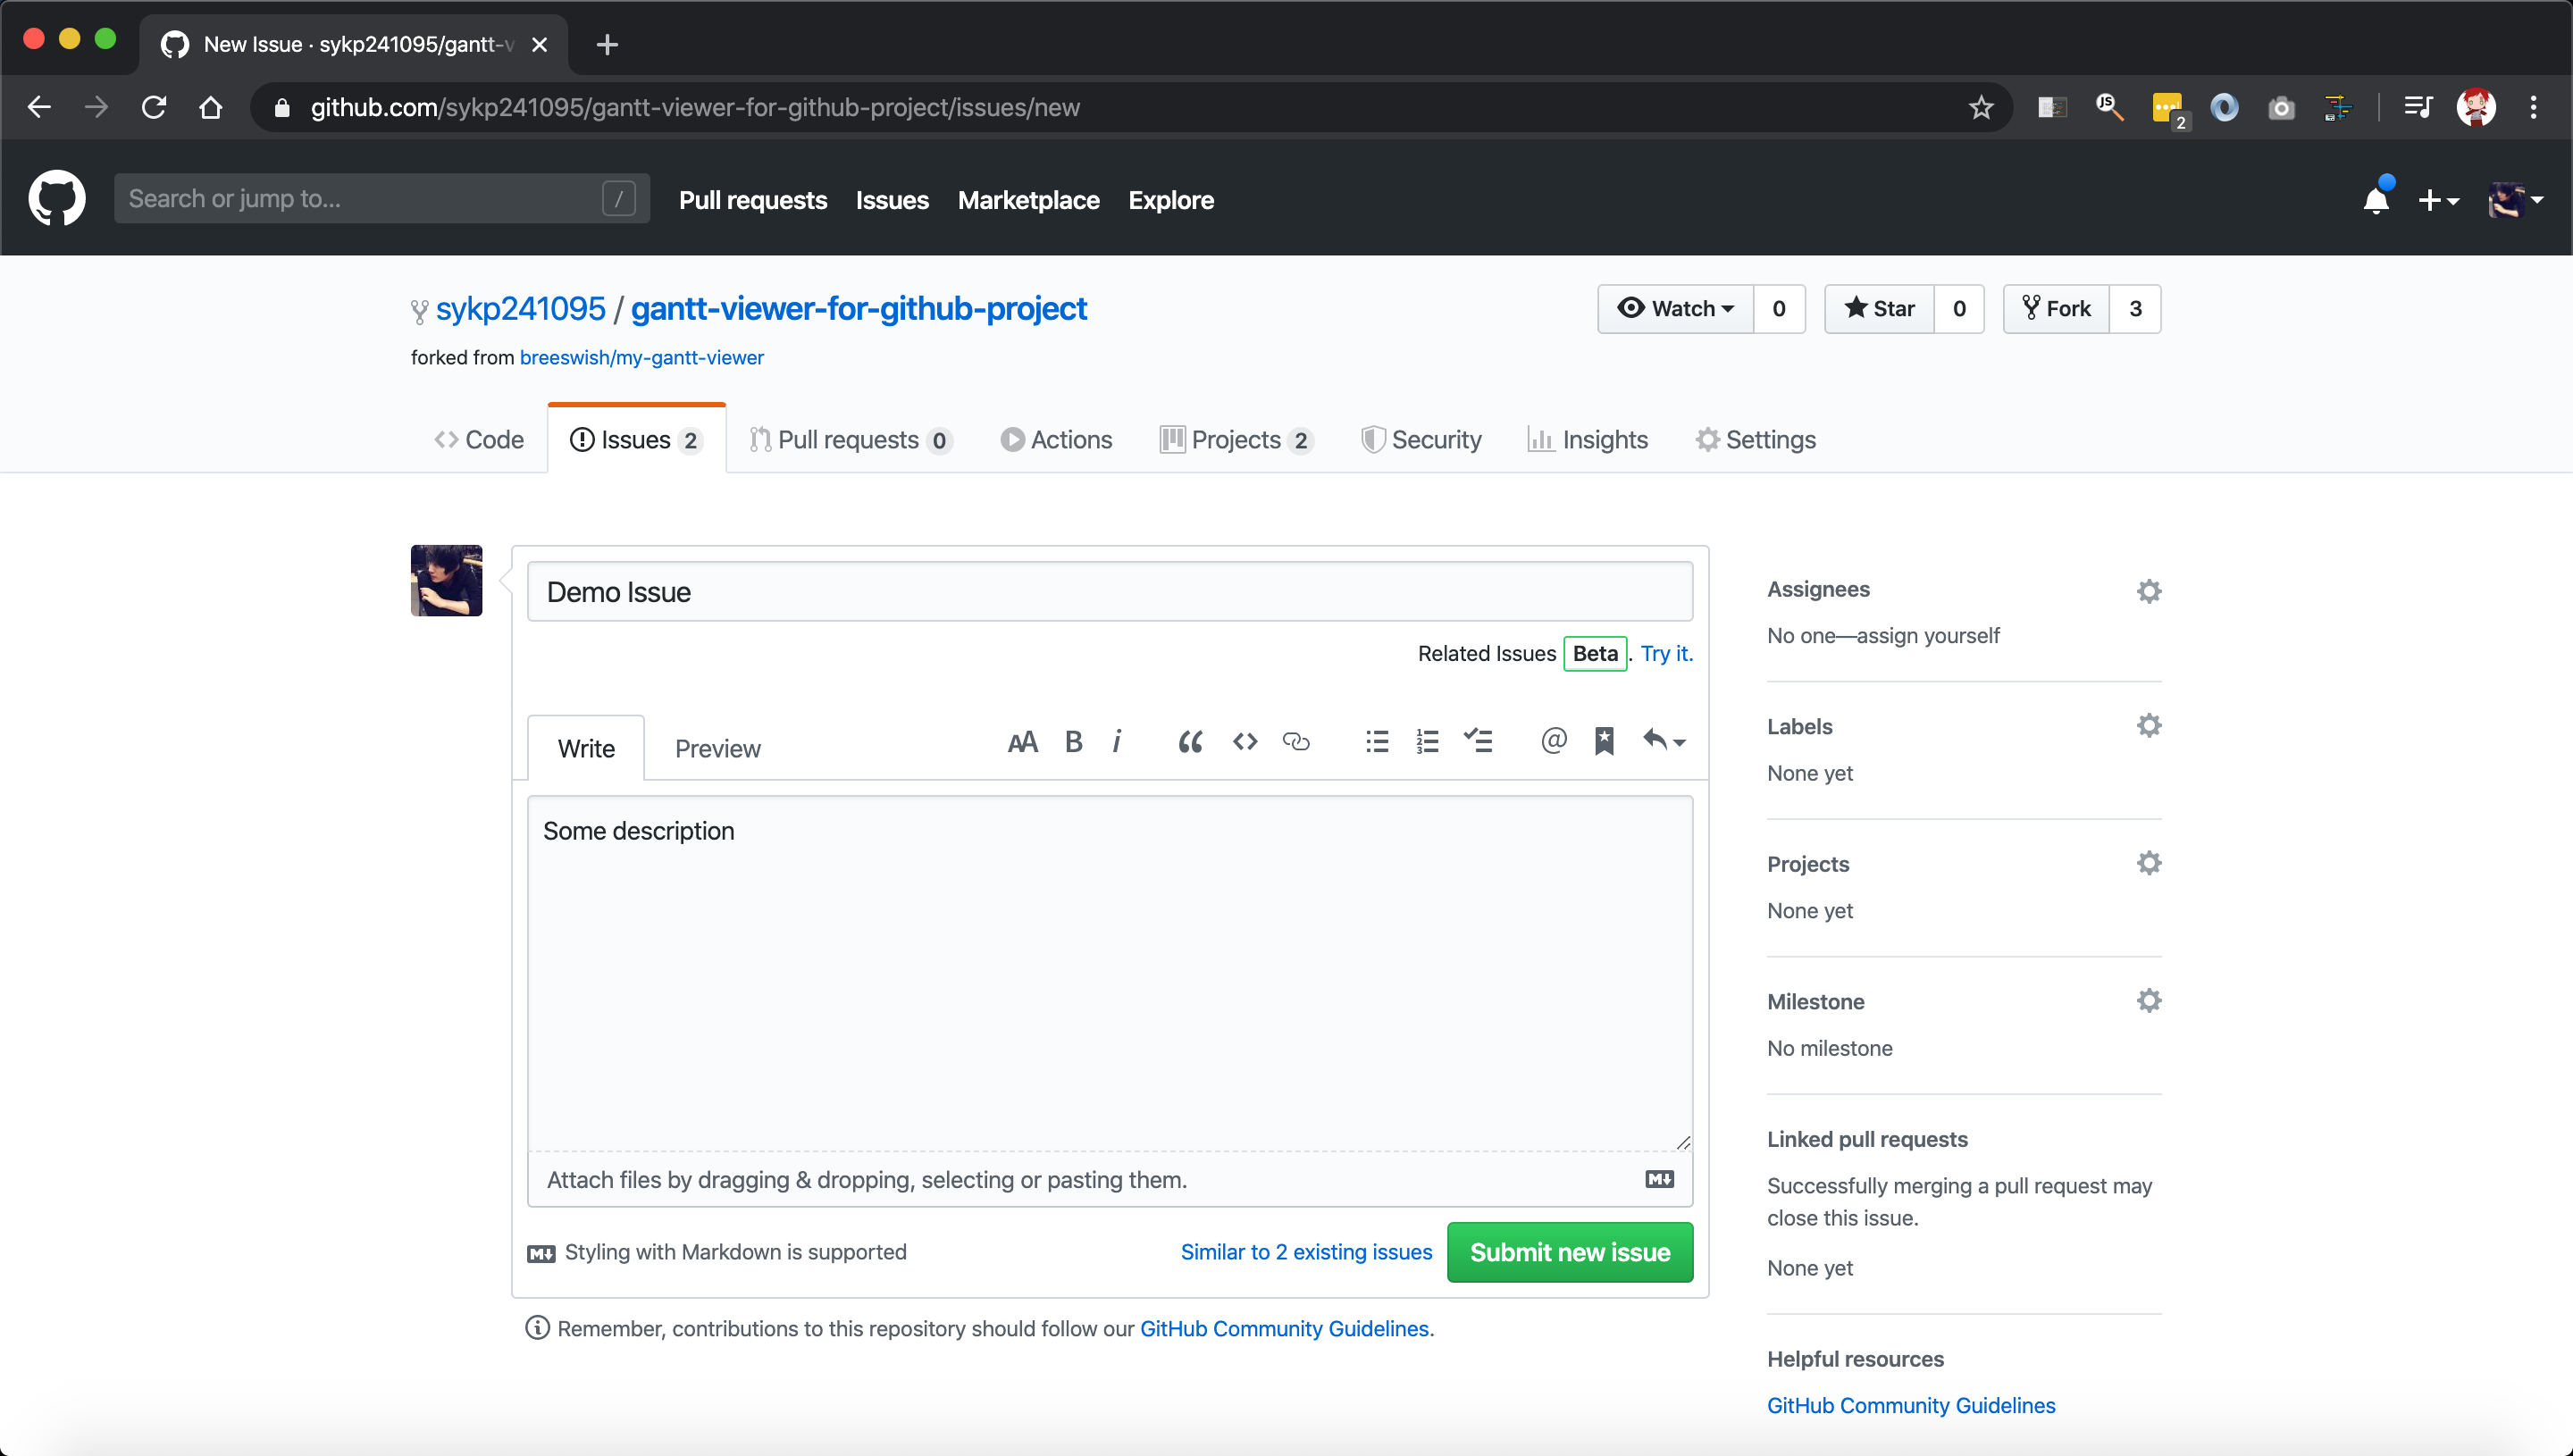 New Issue · sykp241095/gantt-v
github.com/sykp241095/gantt-viewer-for-github-project/issues/new
JS
2
Search or jump to...
/
Pull requests
Issues
Marketplace
Explore
sykp241095 / gantt-viewer-for-github-project
Watch 0
Star 0
Fork 3
forked from breeswish/my-gantt-viewer
Code
Issues 2
Pull requests 0
Actions
Projects 2
Security
Insights
Settings
Demo Issue
Related Issues Beta. Try it.
Write
Preview
AA B i
@
Some description
Attach files by dragging & dropping, selecting or pasting them.
Styling with Markdown is supported
Similar to 2 existing issues
Submit new issue
Remember, contributions to this repository should follow our GitHub Community Guidelines.
Assignees
No one—assign yourself
Labels
None yet
Projects
None yet
Milestone
No milestone
Linked pull requests
Successfully merging a pull request may
close this issue.
None yet
Helpful resources
GitHub Community Guidelines